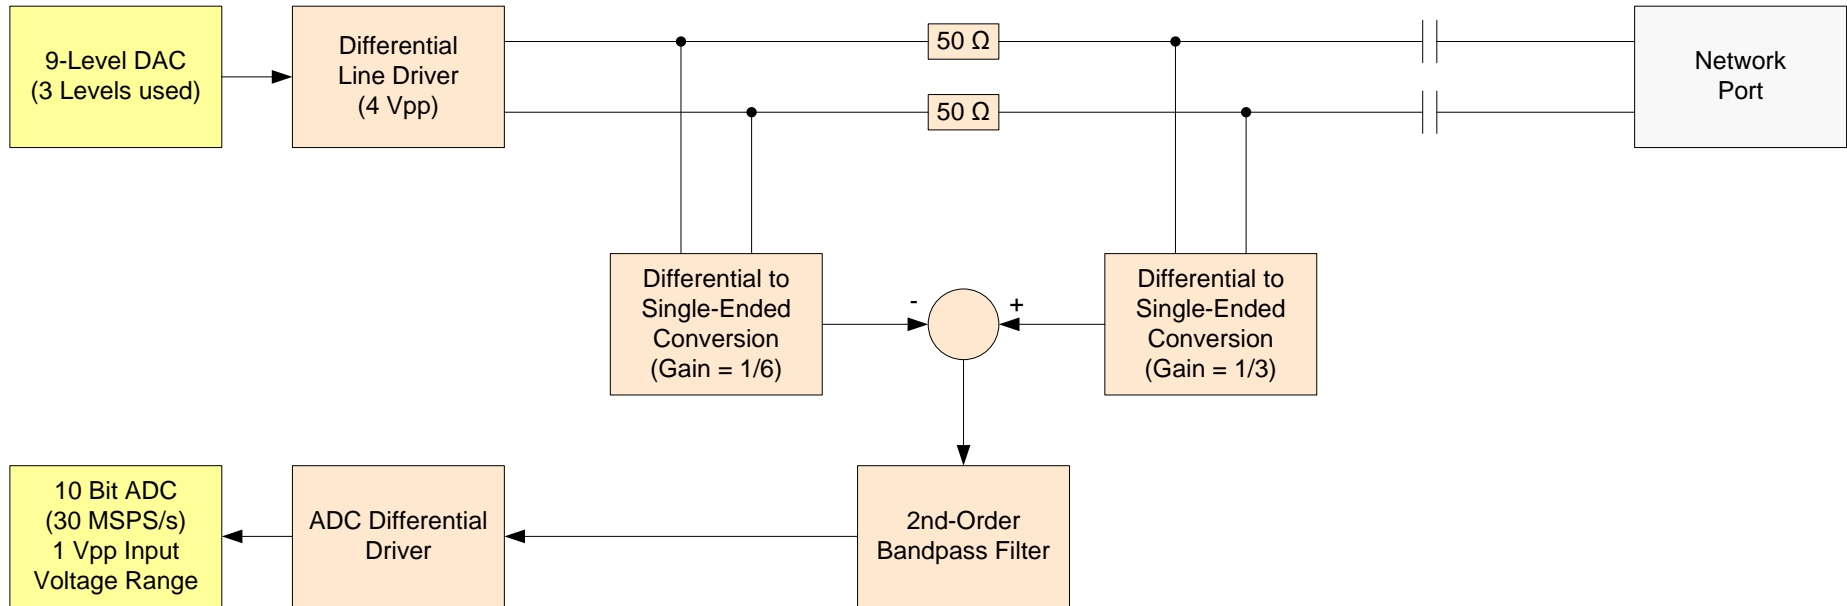 9-Level DAC
(3 Levels used)
Differential
Line Driver
(4 Vpp)
50 Ω
50 Ω
Network
Port
Differential to
Single-Ended
Conversion
(Gain = 1/6)
-
+
Differential to
Single-Ended
Conversion
(Gain = 1/3)
10 Bit ADC
(30 MSPS/s)
1 Vpp Input
Voltage Range
ADC Differential
Driver
2nd-Order
Bandpass Filter